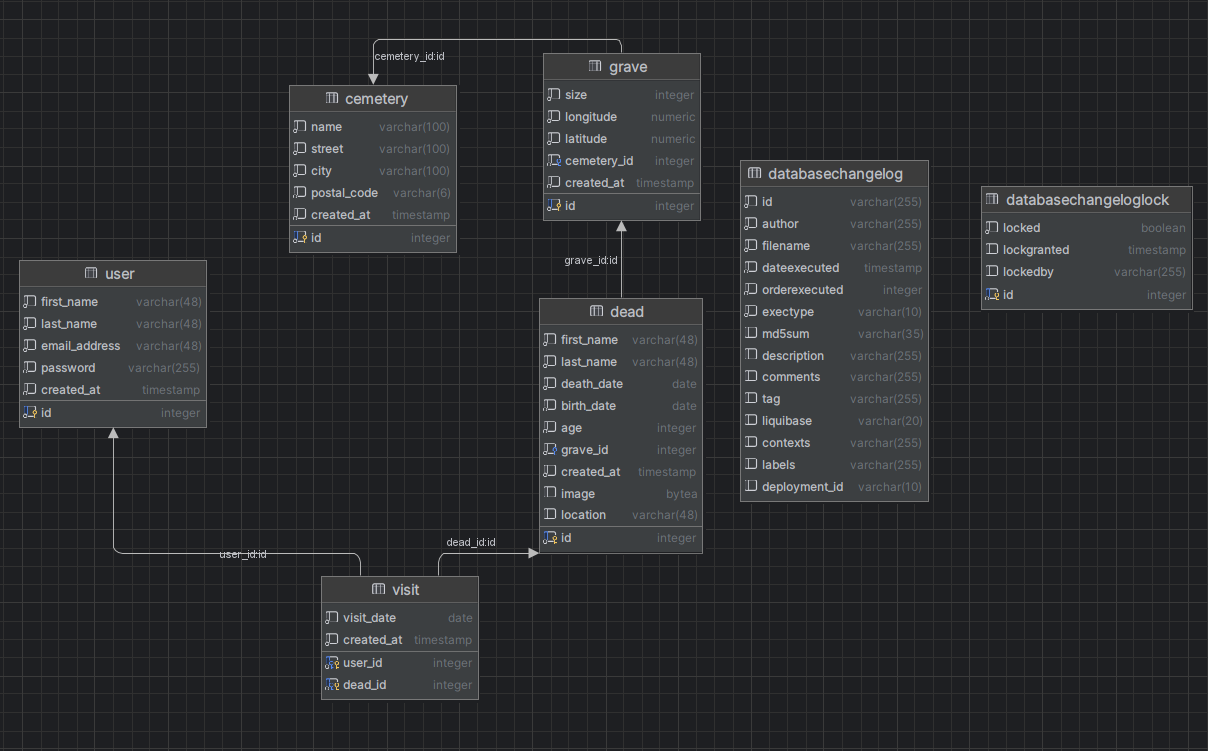 cemetery_id:id
grave
size integer
longitude numeric
latitude numeric
cemetery_id integer
created_at timestamp
id integer
cemetery
name varchar(100)
street varchar(100)
city varchar(100)
postal_code varchar(6)
created_at timestamp
id integer
databasechangelog
id varchar(255)
author varchar(255)
filename varchar(255)
dateexecuted timestamp
orderexecuted integer
exectype varchar(10)
md5sum varchar(35)
description varchar(255)
comments varchar(255)
tag varchar(255)
liquibase varchar(20)
contexts varchar(255)
labels varchar(255)
deployment_id varchar(10)
databasechangeloglock
locked boolean
lockgranted timestamp
lockedby varchar(255)
id integer
grave_id:id
user
first_name varchar(48)
last_name varchar(48)
email_address varchar(48)
password varchar(255)
created_at timestamp
id integer
dead
first_name varchar(48)
last_name varchar(48)
death_date date
birth_date date
age integer
grave_id integer
created_at timestamp
image bytea
location varchar(48)
id integer
user_id:id
dead_id:id
visit
visit_date date
created_at timestamp
user_id integer
dead_id integer